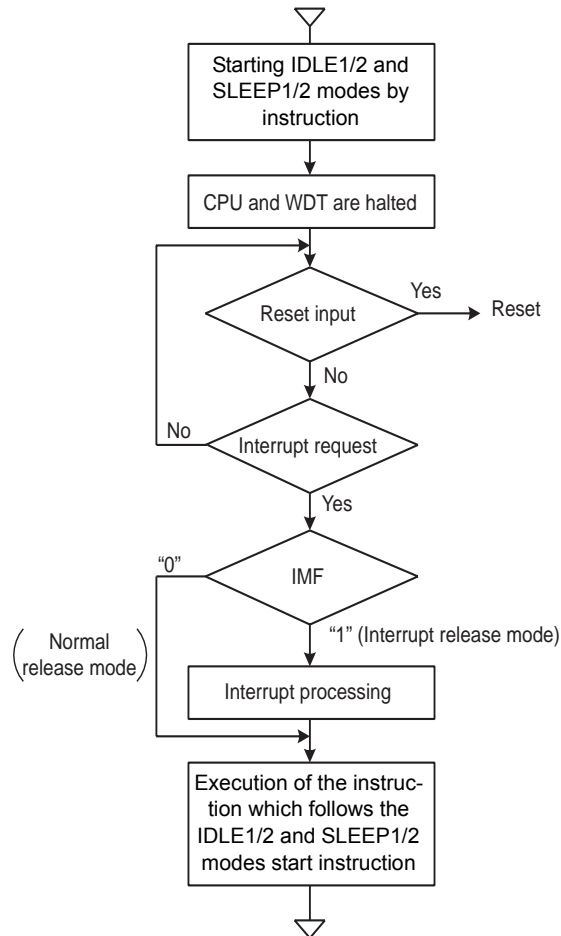 Starting IDLE1/2 and
SLEEP1/2 modes by
instruction
CPU and WDT are halted
Reset input
Yes
Reset
No
Interrupt request
No
Yes
IMF
“0”
“1” (Interrupt release mode)
Normal
release mode
Interrupt processing
Execution of the instruc-
tion which follows the
IDLE1/2 and SLEEP1/2
modes start instruction